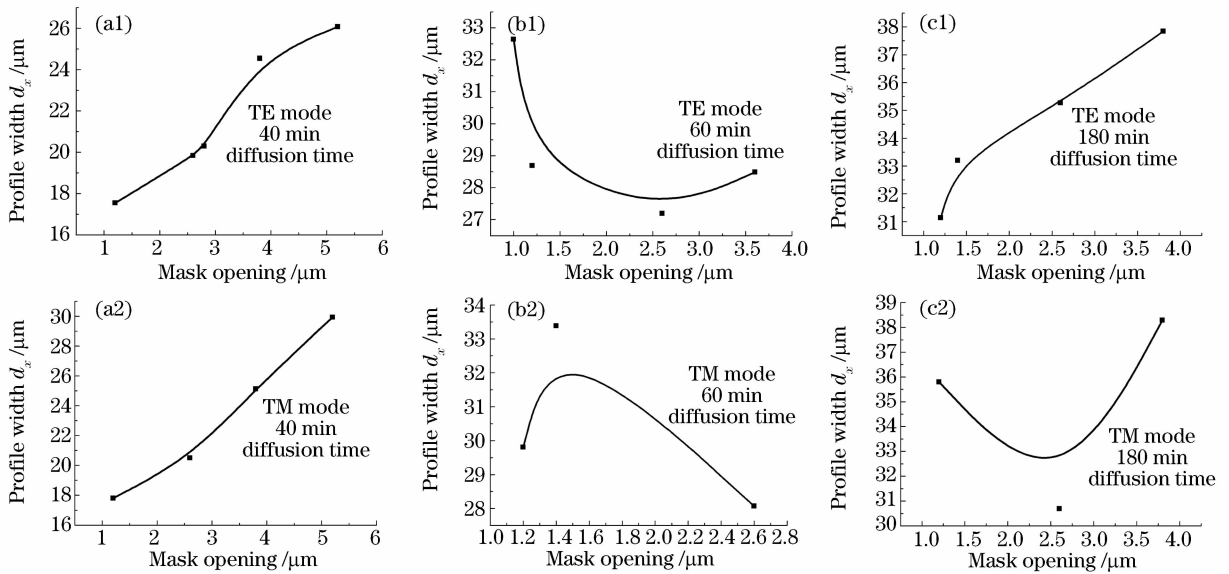 (a1)
Profile width dx /μm
26
24
22
20
18
16
TE mode
40 min
diffusion time
1 2 3 4 5 6
Mask opening /μm
(b1)
Profile width dx /μm
33
32
31
30
29
28
27
TE mode
60 min
diffusion time
1.0 1.5 2.0 2.5 3.0 3.5 4.0
Mask opening /μm
(c1)
Profile width dx /μm
38
37
36
35
34
33
32
31
TE mode
180 min
diffusion time
1.0 1.5 2.0 2.5 3.0 3.5 4.0
Mask opening /μm
(a2)
Profile width dx /μm
30
28
26
24
22
20
18
16
TM mode
40 min
diffusion time
1 2 3 4 5 6
Mask opening /μm
(b2)
Profile width dx /μm
34
33
32
31
30
29
28
TM mode
60 min
diffusion time
1.0 1.2 1.4 1.6 1.8 2.0 2.2 2.4 2.6 2.8
Mask opening /μm
(c2)
Profile width dx /μm
39
38
37
36
35
34
33
32
31
30
TM mode
180 min
diffusion time
1.0 1.5 2.0 2.5 3.0 3.5 4.0
Mask opening /μm